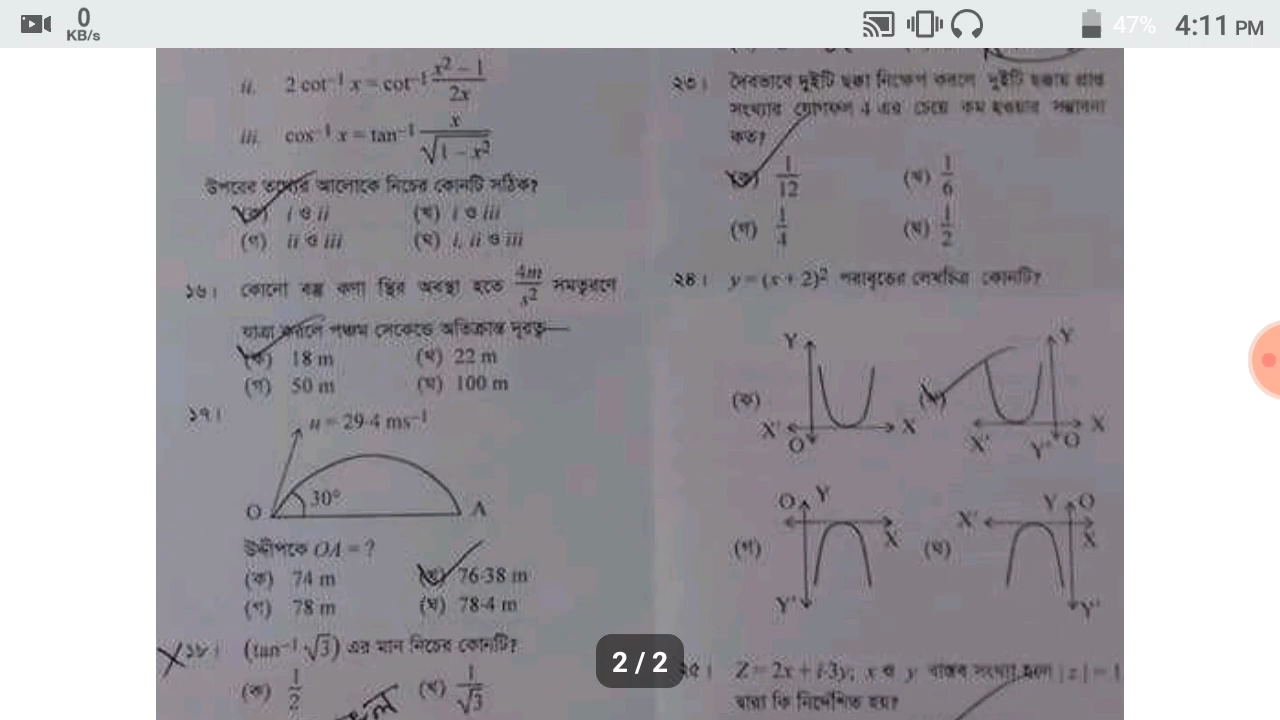 0
KB/s
47%
4:11 PM
ii. 2 cot⁻¹ x = cot⁻¹ (x² − 1)/2x
iii. cos⁻¹ x = tan⁻¹ x/√(1 − x²)
উপরের তথ্যের আলোকে নিচের কোনটি সঠিক?
(ক) i ও ii (খ) i ও iii
(গ) ii ও iii (ঘ) i, ii ও iii
১৬। কোনো বস্তু কণা স্থির অবস্থা হতে 4m/s² সমত্বরণে
যাত্রা করলে পঞ্চম সেকেন্ডে অতিক্রান্ত দূরত্ব—
(ক) 18 m (খ) 22 m
(গ) 50 m (ঘ) 100 m
১৭।
u = 29·4 ms⁻¹
30°
O A
উদ্দীপকে OA = ?
(ক) 74 m (খ) 76·38 m
(গ) 78 m (ঘ) 78·4 m
১৮। (tan⁻¹ √3) এর মান নিচের কোনটি?
(ক) 1/2 (খ) 1/√3
২৩। দুইটি ছক্কা নিক্ষেপ করলে দুইটি ছক্কায় প্রাপ্ত
সংখ্যার যোগফল 4 এর চেয়ে কম হওয়ার সম্ভাবনা
কত?
(ক) 1/12 (খ) 1/6
(গ) 1/4 (ঘ) 1/2
২৪। y = (x + 2)² পরাবৃত্তের লেখচিত্র কোনটি?
(ক) Y X' O X (খ) Y X' Y' O X
(গ) O Y X Y' (ঘ) X' Y O X Y'
২৫। Z = 2x + i·3y; x ও y বাস্তব সংখ্যা হলে |z| = 1
দ্বারা কি নির্দেশিত হয়?
2 / 2